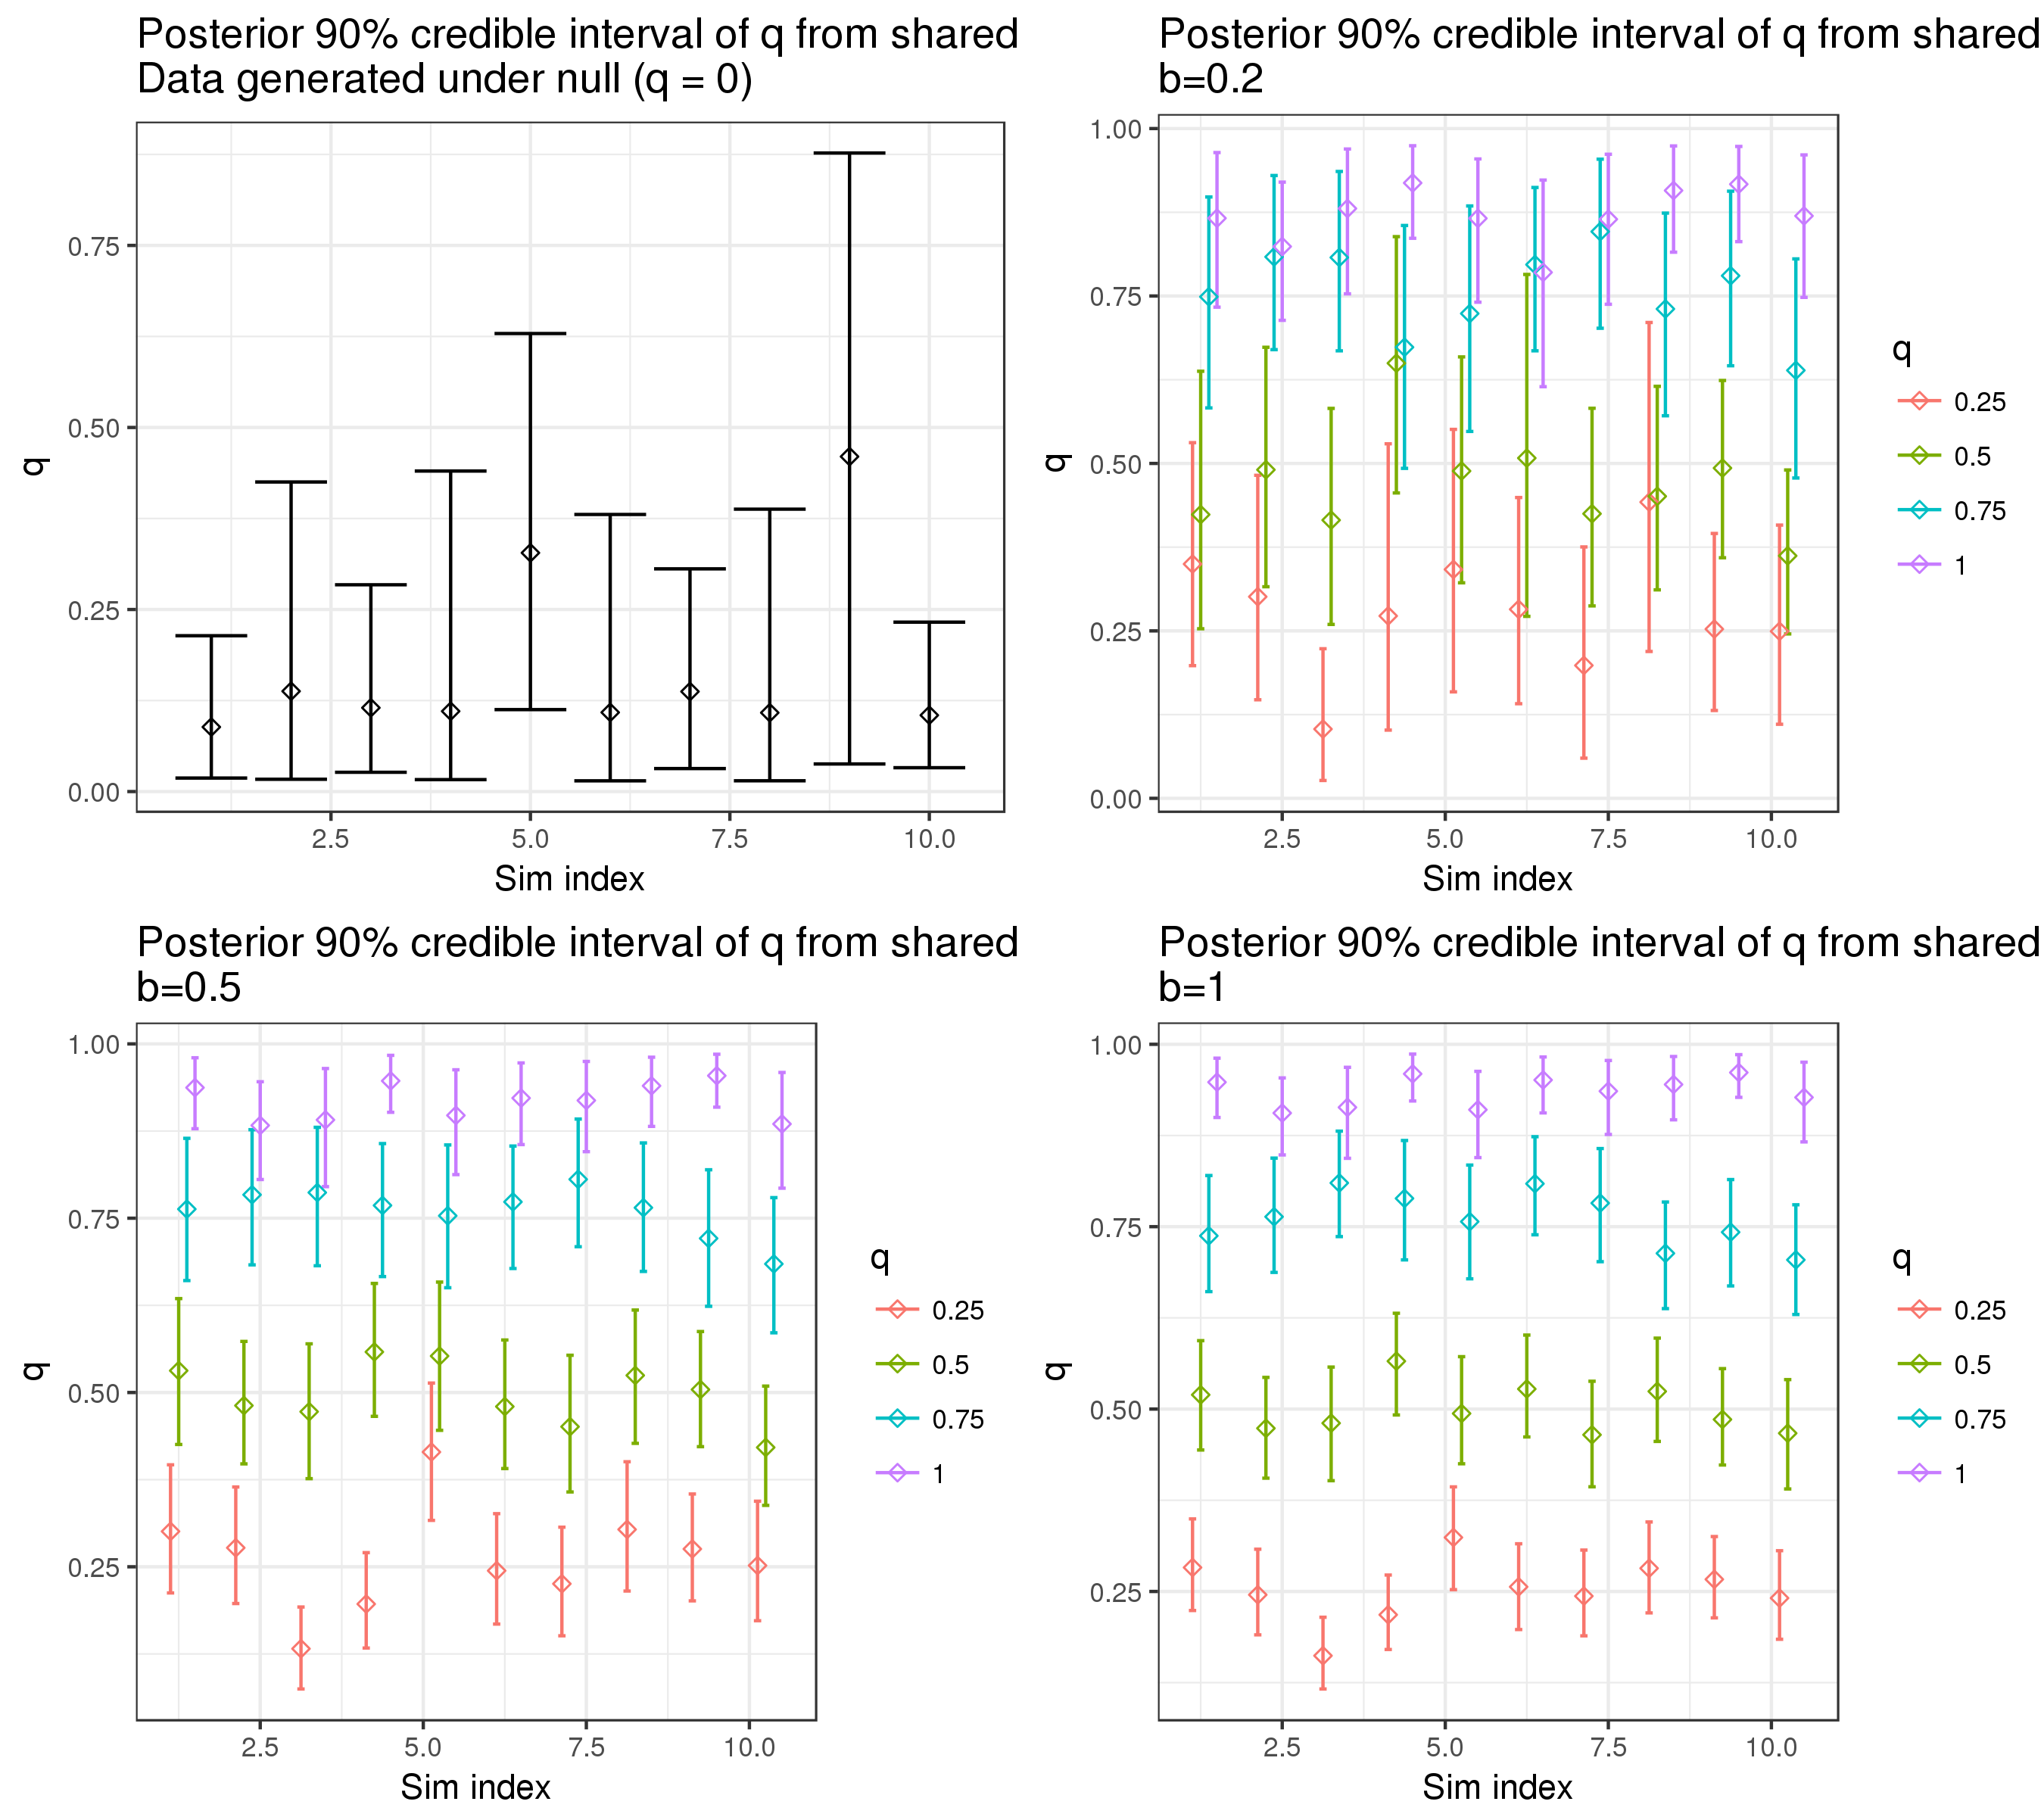 Posterior 90% credible interval of q from shared
Data generated under null (q = 0)
q
0.75
0.50
0.25
0.00
2.5 5.0 7.5 10.0
Sim index
Posterior 90% credible interval of q from shared
b=0.2
q
1.00
0.75
0.50
0.25
0.00
2.5 5.0 7.5 10.0
Sim index
q
0.25
0.5
0.75
1
Posterior 90% credible interval of q from shared
b=0.5
q
1.00
0.75
0.50
0.25
2.5 5.0 7.5 10.0
Sim index
q
0.25
0.5
0.75
1
Posterior 90% credible interval of q from shared
b=1
q
1.00
0.75
0.50
0.25
2.5 5.0 7.5 10.0
Sim index
q
0.25
0.5
0.75
1